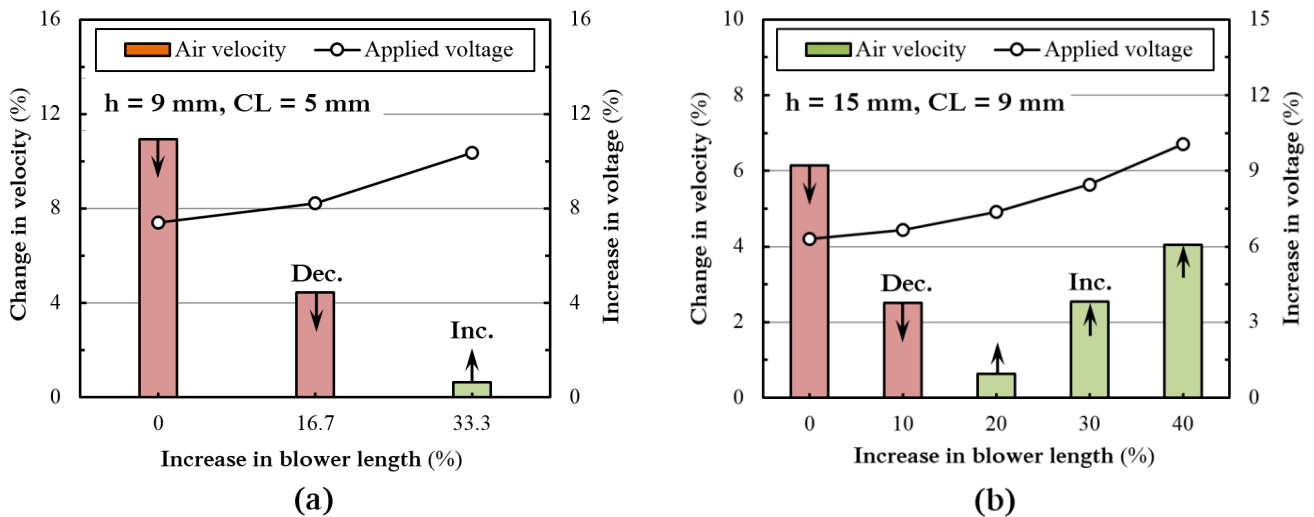 Air velocity
Applied voltage
h = 9 mm, CL = 5 mm
Change in velocity (%)
16
12
8
4
0
Dec.
Inc.
16
12
8
4
0
Increase in voltage (%)
0
16.7
33.3
Increase in blower length (%)
(a)
Air velocity
Applied voltage
h = 15 mm, CL = 9 mm
Change in velocity (%)
10
8
6
4
2
0
Dec.
Inc.
15
12
9
6
3
0
Increase in voltage (%)
0
10
20
30
40
Increase in blower length (%)
(b)